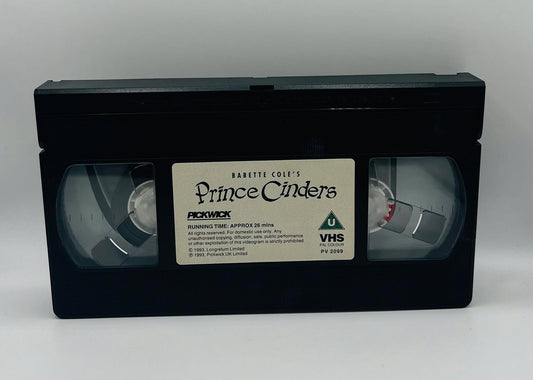 BABETTE COLE'S
Prince Cinders
PICKWICK
RUNNING TIME: APPROX 26 mins
All rights reserved. For domestic use only. Any
unauthorised copying, diffusion, sale, public performance
or other exploitation of this videogram is strictly prohibited
© 1993, Longreturn Limited
℗ 1993, Pickwick UK Limited
U
VHS
PAL COLOUR
PV 2099